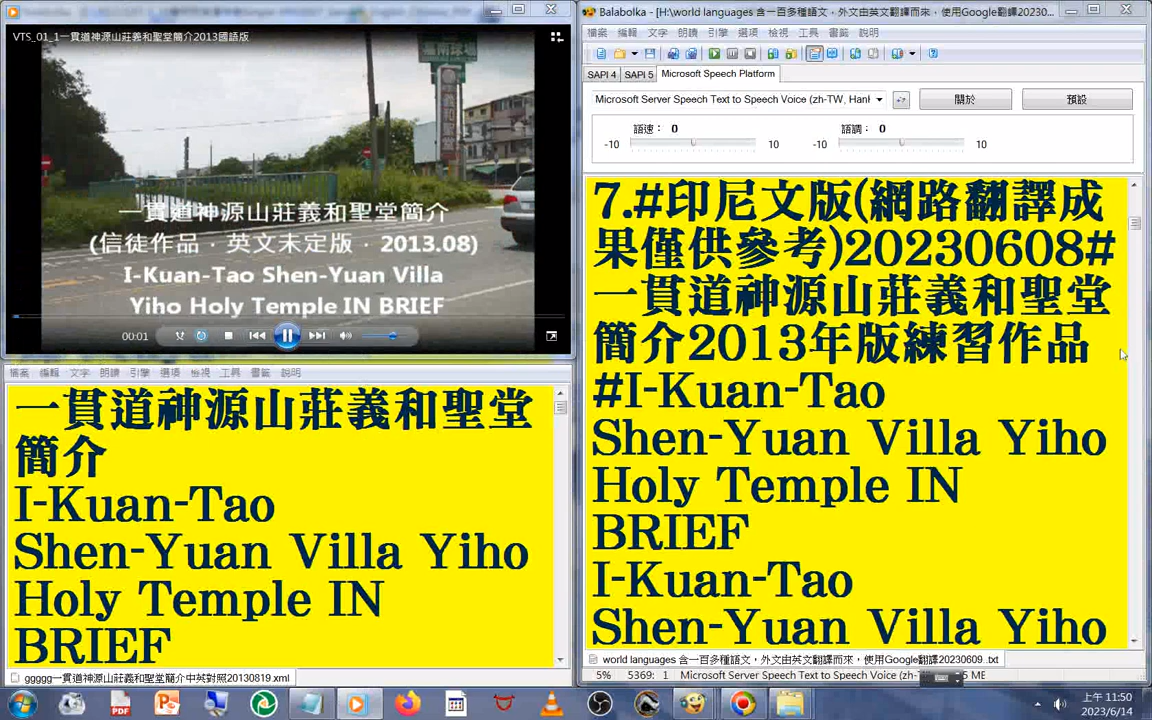 VTS_01_1一貫道神源山莊義和聖堂簡介2013國語版
一貫道神源山莊義和聖堂簡介
(信徒作品．英文未定版．2013.08)
I-Kuan-Tao Shen-Yuan Villa
Yiho Holy Temple IN BRIEF
00:01
檔案 編輯 文字 朗讀 引擎 選項 檢視 工具 書籤 說明
一貫道神源山莊義和聖堂
簡介
I-Kuan-Tao
Shen-Yuan Villa Yiho
Holy Temple IN
BRIEF
ggggg一貫道神源山莊義和聖堂簡介中英對照20130819.xml
Balabolka - [H:\world languages 含一百多種語文，外文由英文翻譯而來，使用Google翻譯20230...
檔案 編輯 文字 朗讀 引擎 選項 檢視 工具 書籤 說明
SAPI 4 SAPI 5 Microsoft Speech Platform
Microsoft Server Speech Text to Speech Voice (zh-TW, Hanl
關於 預設
語速： 0 語調： 0
-10 10 -10 10
7.#印尼文版(網路翻譯成
果僅供參考)20230608#
一貫道神源山莊義和聖堂
簡介2013年版練習作品
#I-Kuan-Tao
Shen-Yuan Villa Yiho
Holy Temple IN
BRIEF
I-Kuan-Tao
Shen-Yuan Villa Yiho
world languages 含一百多種語文，外文由英文翻譯而來，使用Google翻譯20230609 .txt
5% 5369: 1 Microsoft Server Speech Text to Speech Voice (zh-TW,
上午 11:50
2023/6/14